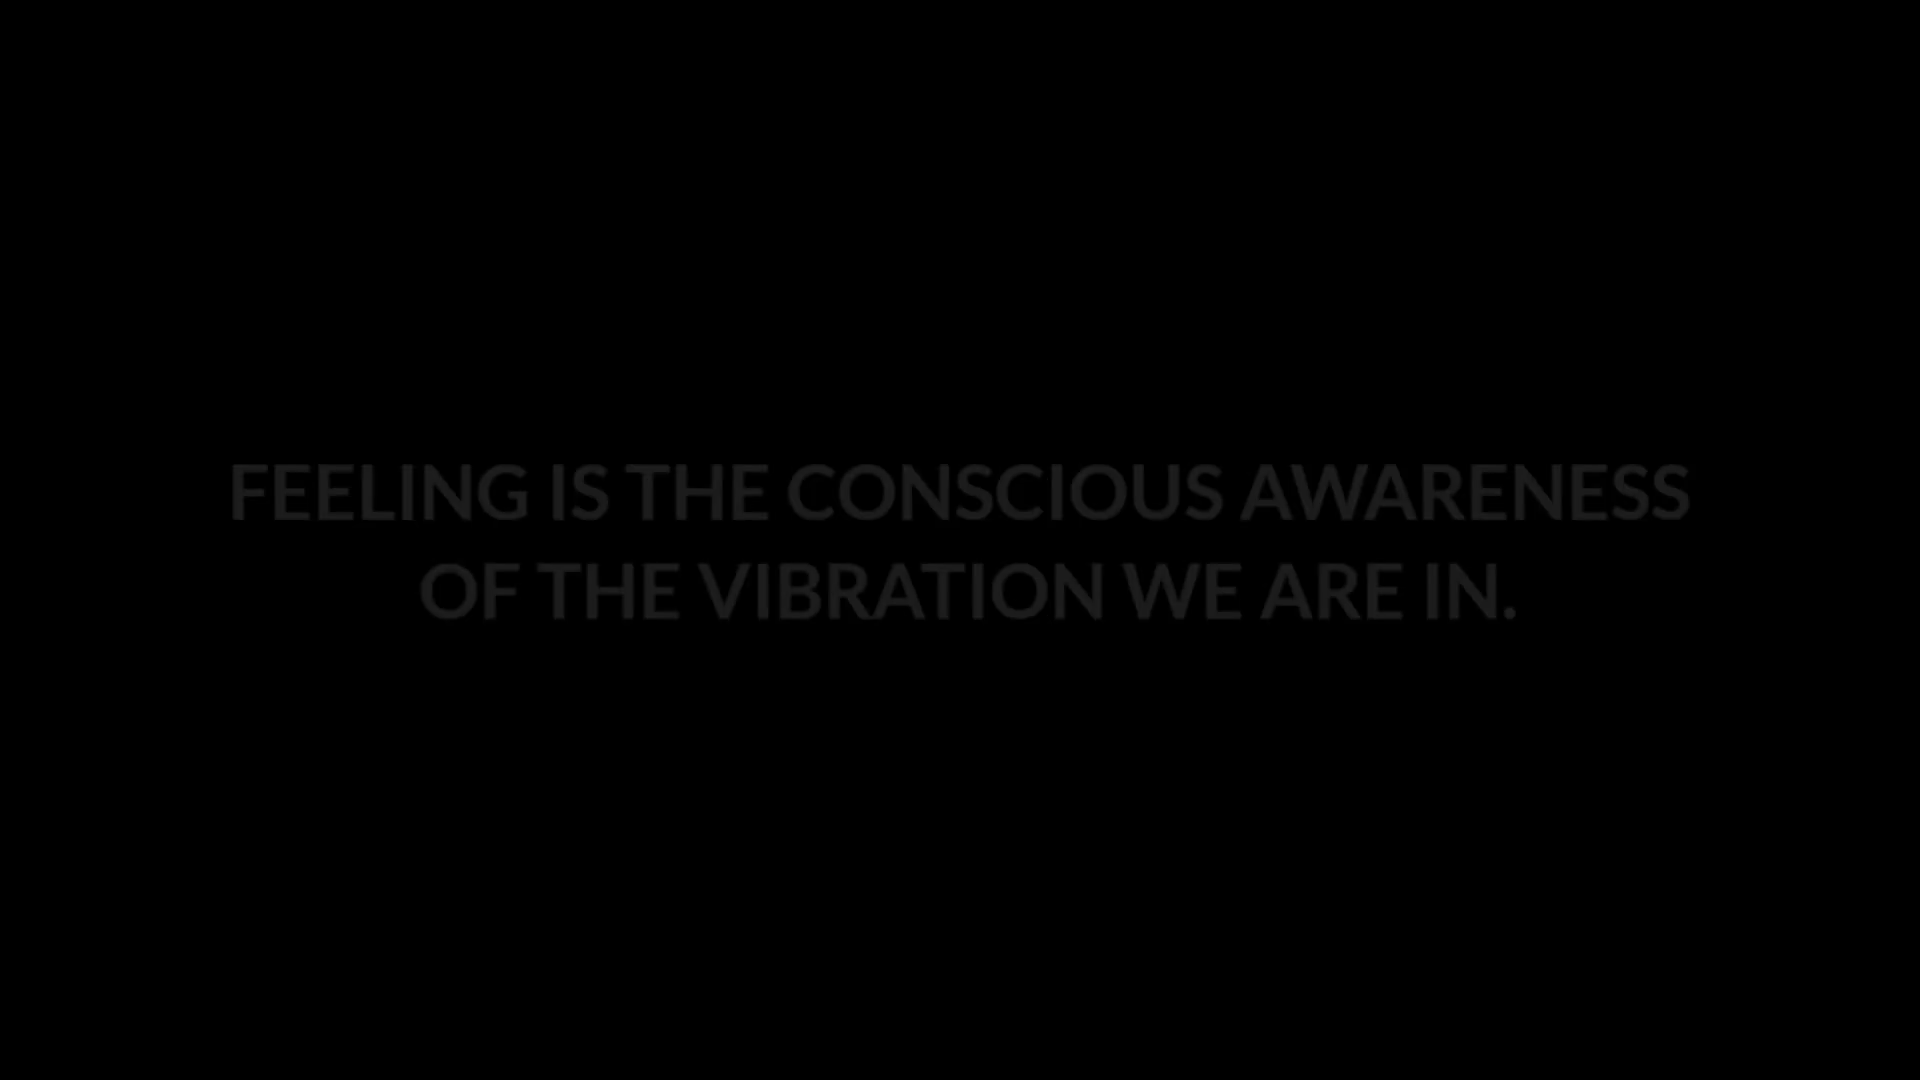 FEELING IS THE CONSCIOUS AWARENESS
OF THE VIBRATION WE ARE IN.